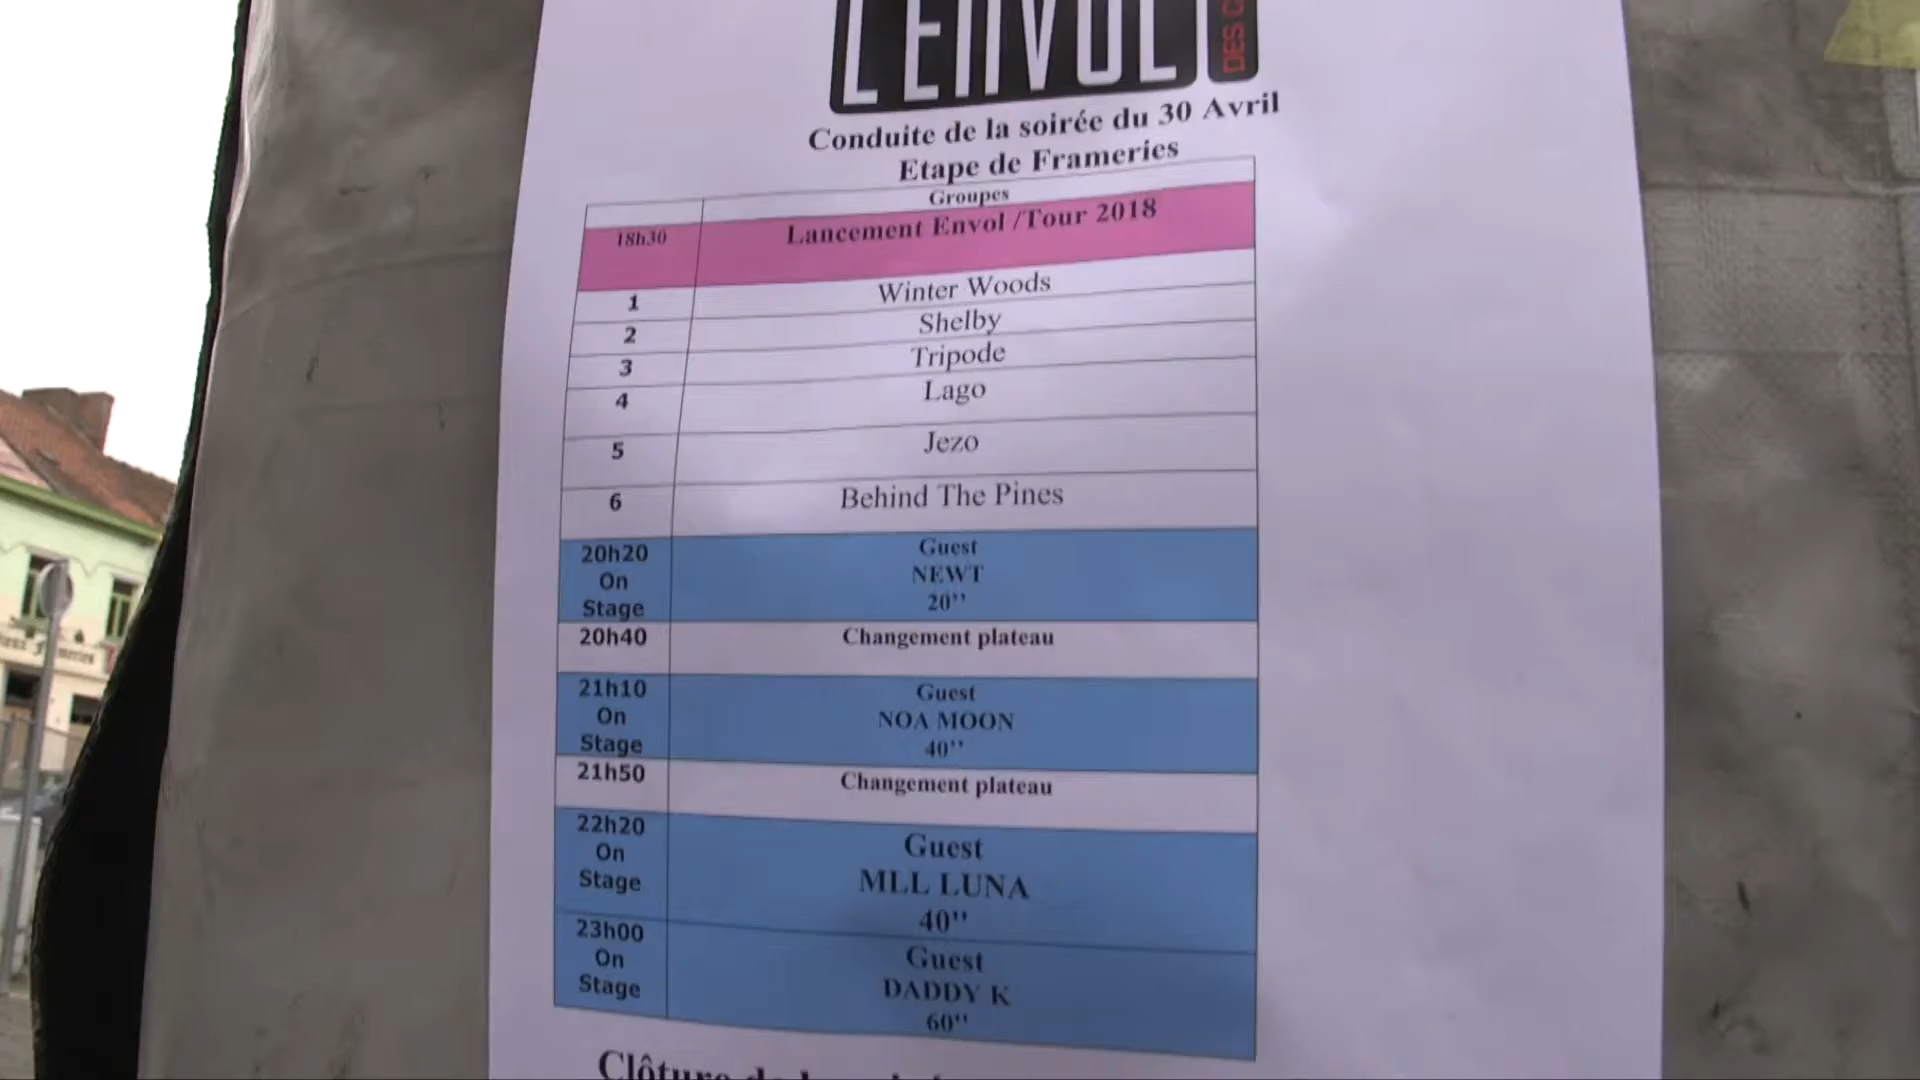 L'ENVOL
Conduite de la soirée du 30 Avril
Etape de Frameries
Groupes
18h30 Lancement Envol /Tour 2018
1 Winter Woods
2 Shelby
3 Tripode
4 Lago
5 Jezo
6 Behind The Pines
20h20 On Stage Guest
NEWT
20''
20h40 Changement plateau
21h10 On Stage Guest
NOA MOON
40''
21h50 Changement plateau
22h20 On Stage Guest
MLL LUNA
40''
23h00 On Stage Guest
DADDY K
60''
Clôture